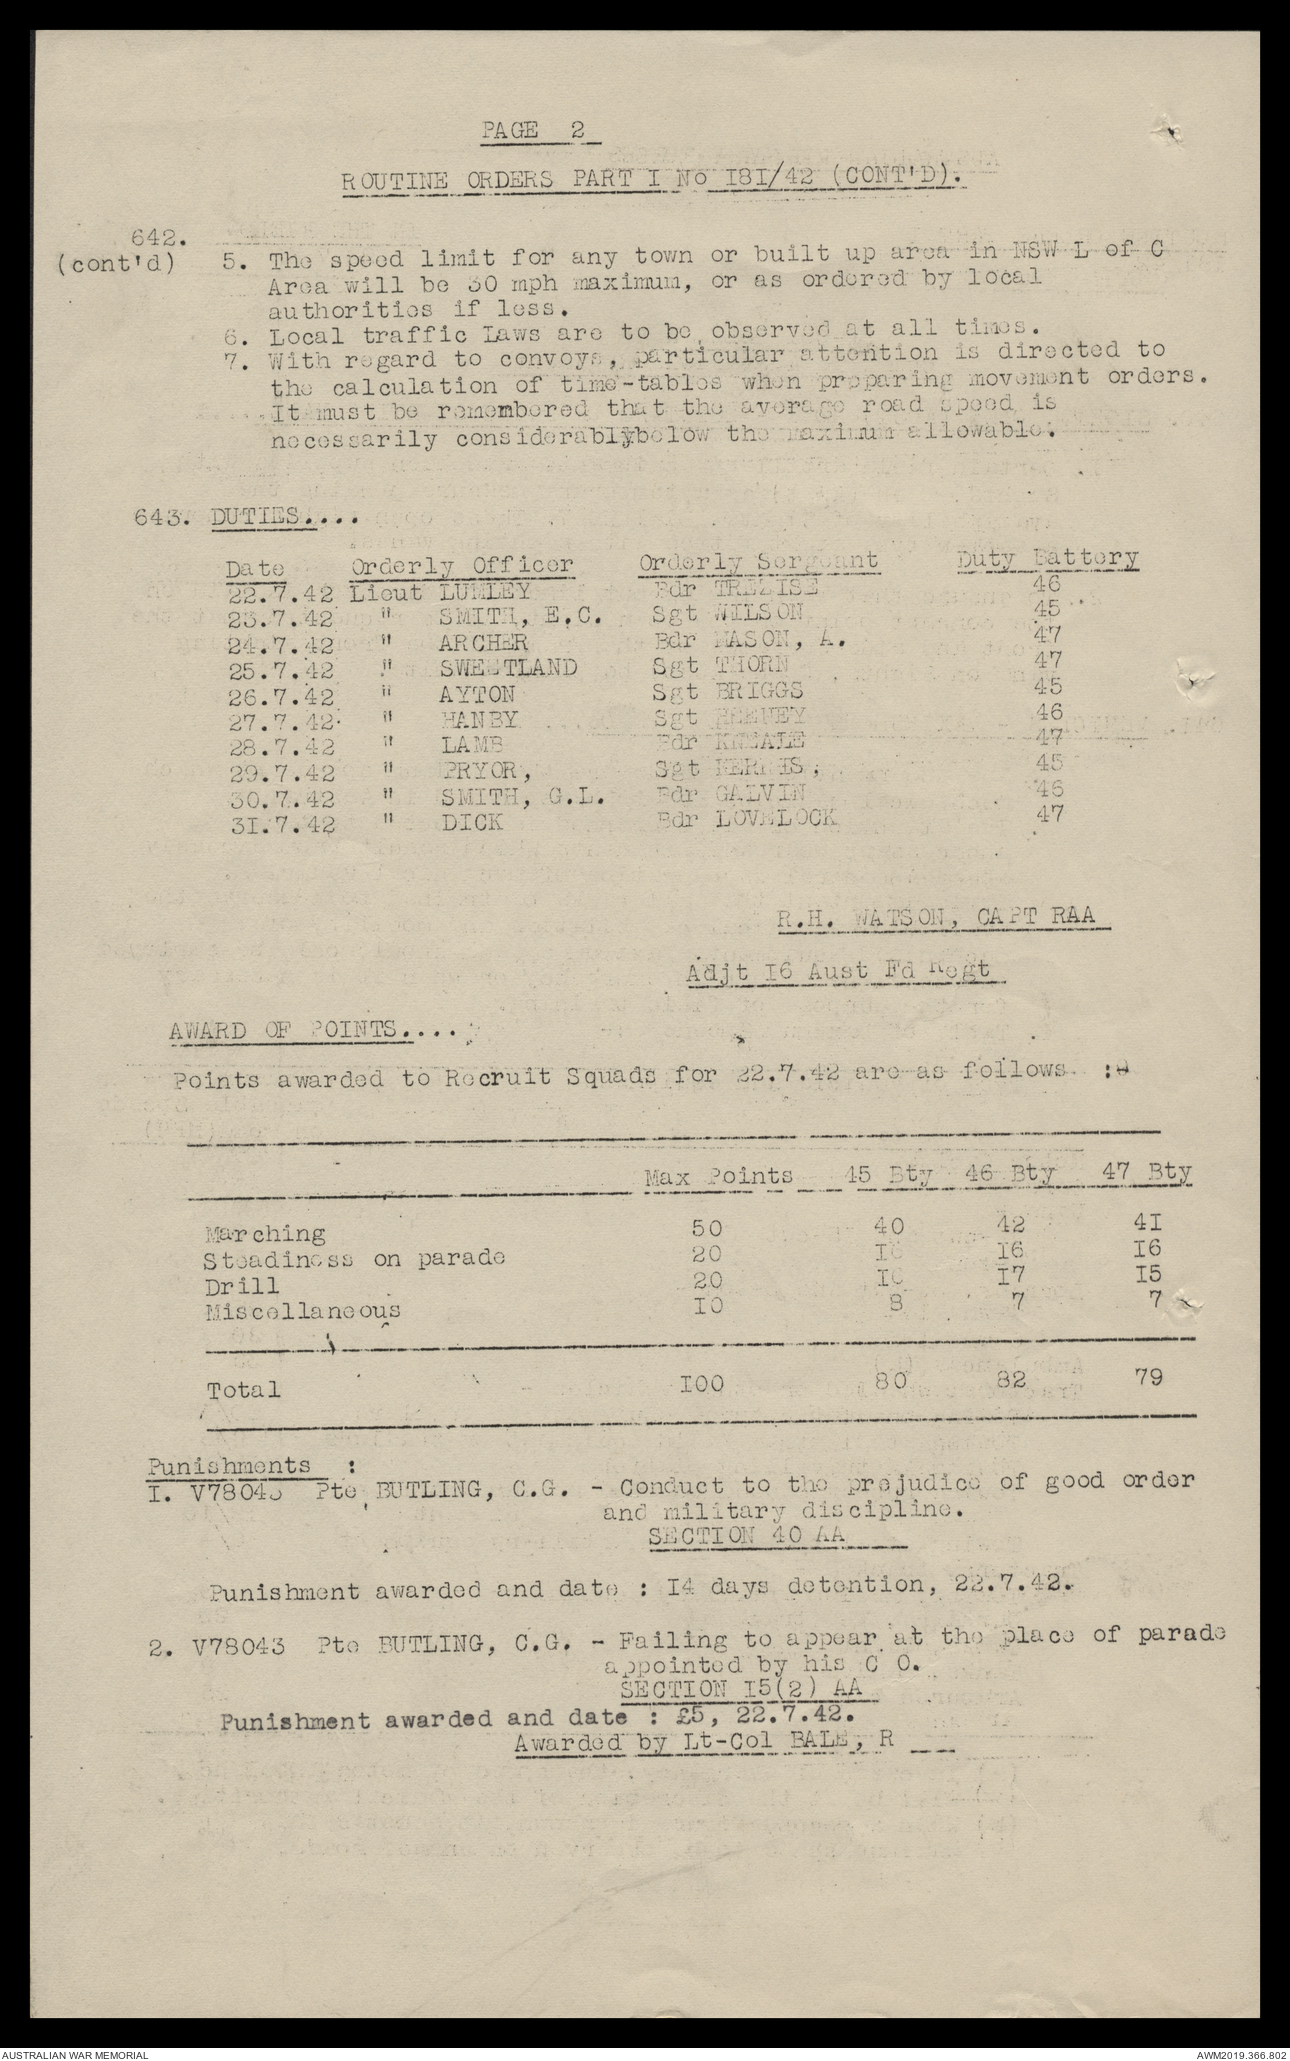 PAGE 2
ROUTINE ORDERS PART I No I8I/42 (CONT'D).
642.
(cont'd) 5. The speed limit for any town or built up area in NSW L of C
Area will be 30 mph maximum, or as ordered by local
authorities if less.
6. Local traffic Laws are to be observed at all times.
7. With regard to convoys, particular attention is directed to
the calculation of time-tables when preparing movement orders.
It must be remembered that the average road speed is
necessarily considerablybelow the maximum allowable.
643. DUTIES....
Date Orderly Officer Orderly Sergeant Duty Battery
22.7.42 Lieut LUMLEY Bdr TREZISE 46
23.7.42 " SMITH, E.C. Sgt WILSON 45
24.7.42 " ARCHER Bdr MASON, A. 47
25.7.42 " SWEETLAND Sgt THORN 47
26.7.42 " AYTON Sgt BRIGGS 45
27.7.42 " HANBY Sgt 46
28.7.42 " LAMB Bdr KNEALE 47
29.7.42 " PRYOR, Sgt 45
30.7.42 " SMITH, G.L. Bdr GALVIN 46
3I.7.42 " DICK Bdr LOVELOCK 47
R.H. WATSON, CAPT RAA
Adjt I6 Aust Fd Regt
AWARD OF POINTS....
Points awarded to Recruit Squads for 22.7.42 are as follows :-
Max Points 45 Bty 46 Bty 47 Bty
Marching 50 40 42 4I
Steadiness on parade 20 I6 I6
Drill 20 I7 I5
Miscellaneous IO 8 7 7
Total IOO 80 82 79
Punishments :
I. V78043 Pte BUTLING, C.G. - Conduct to the prejudice of good order
and military discipline.
SECTION 40 AA
Punishment awarded and date : I4 days detention, 22.7.42.
2. V78043 Pte BUTLING, C.G. - Failing to appear at the place of parade
appointed by his C O.
SECTION I5(2) AA
Punishment awarded and date : £5, 22.7.42.
Awarded by Lt-Col BALE, R
AUSTRALIAN WAR MEMORIAL
AWM2019.366.802